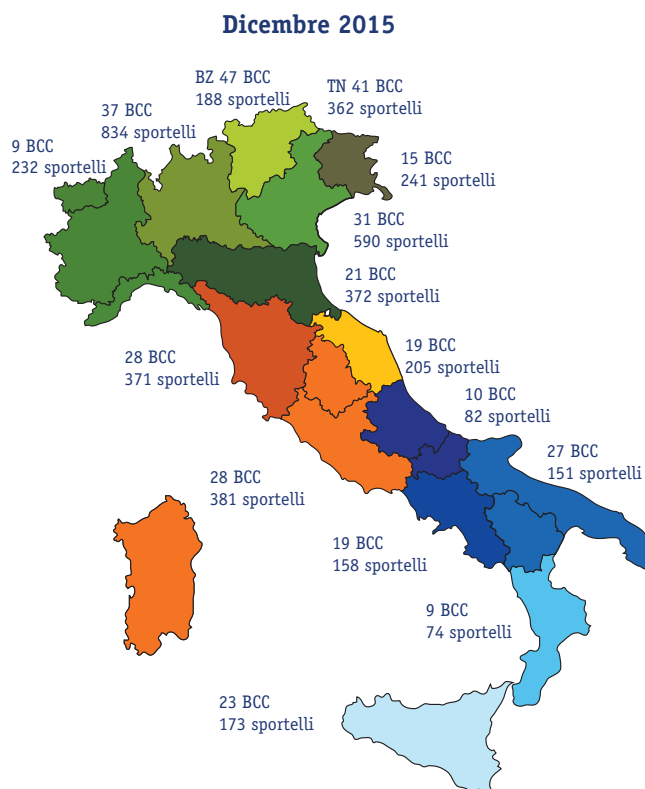 Dicembre 2015
BZ 47 BCC
188 sportelli
TN 41 BCC
362 sportelli
37 BCC
834 sportelli
9 BCC
232 sportelli
15 BCC
241 sportelli
31 BCC
590 sportelli
21 BCC
372 sportelli
28 BCC
371 sportelli
19 BCC
205 sportelli
10 BCC
82 sportelli
27 BCC
151 sportelli
28 BCC
381 sportelli
19 BCC
158 sportelli
9 BCC
74 sportelli
23 BCC
173 sportelli